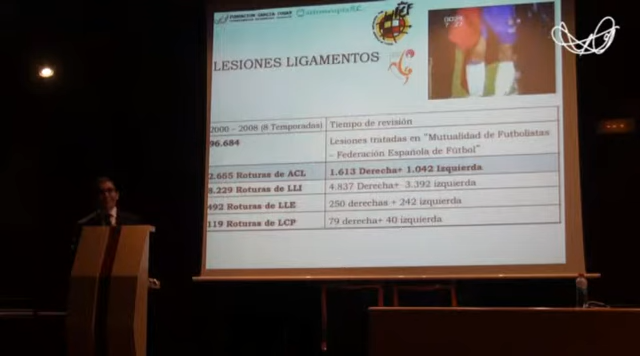 FUNDACION GARCIA CUGAT
LESIONES LIGAMENTOS
2000 – 2008 (8 Temporadas) Tiempo de revisión
96.684 Lesiones tratadas en "Mutualidad de Futbolistas
– Federación Española de Fútbol"
2.655 Roturas de ACL 1.613 Derecha+ 1.042 Izquierda
8.229 Roturas de LLI 4.837 Derecha+ 3.392 izquierda
492 Roturas de LLE 250 derechas + 242 izquierda
119 Roturas de LCP 79 derecha+ 40 izquierda